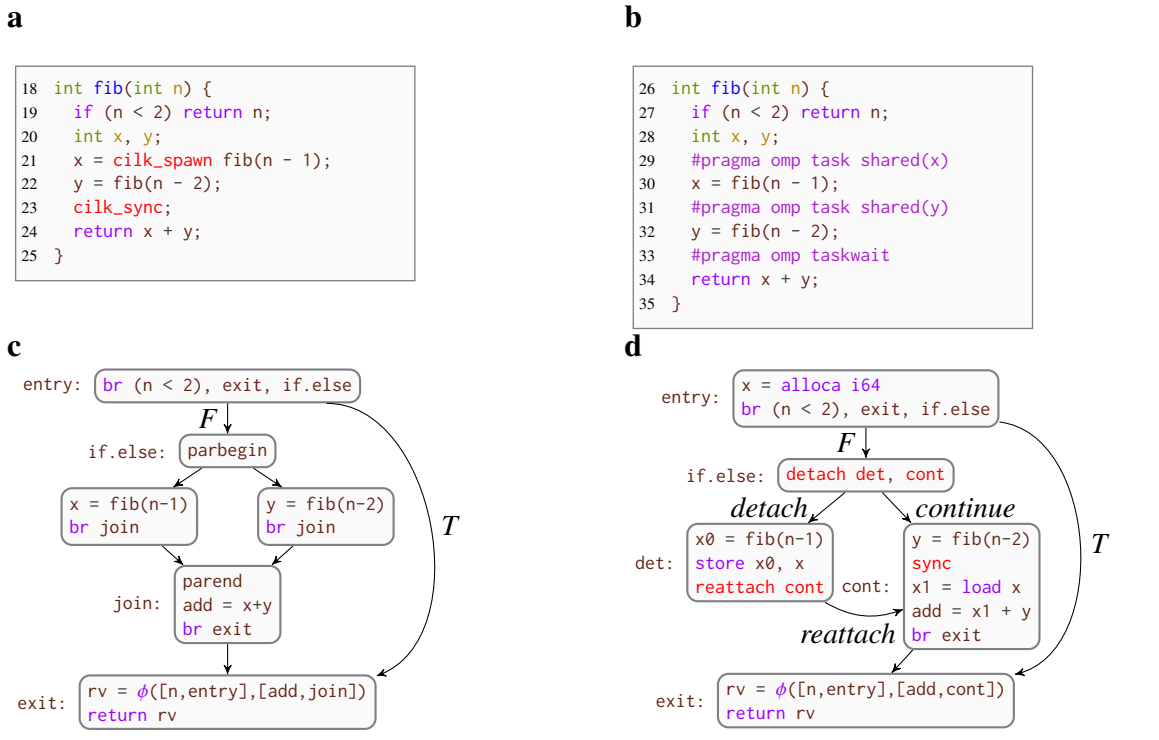 a
18 int fib(int n) {
19 if (n < 2) return n;
20 int x, y;
21 x = cilk_spawn fib(n - 1);
22 y = fib(n - 2);
23 cilk_sync;
24 return x + y;
25 }
b
26 int fib(int n) {
27 if (n < 2) return n;
28 int x, y;
29 #pragma omp task shared(x)
30 x = fib(n - 1);
31 #pragma omp task shared(y)
32 y = fib(n - 2);
33 #pragma omp taskwait
34 return x + y;
35 }
c
entry: br (n < 2), exit, if.else
F
if.else: parbegin
x = fib(n-1)
br join
y = fib(n-2)
br join
T
join:
parend
add = x+y
br exit
exit:
rv = ϕ([n,entry],[add,join])
return rv
d
entry:
x = alloca i64
br (n < 2), exit, if.else
F
if.else: detach det, cont
detach
continue
det:
x0 = fib(n-1)
store x0, x
reattach cont
cont:
y = fib(n-2)
sync
x1 = load x
add = x1 + y
br exit
T
reattach
exit:
rv = ϕ([n,entry],[add,cont])
return rv